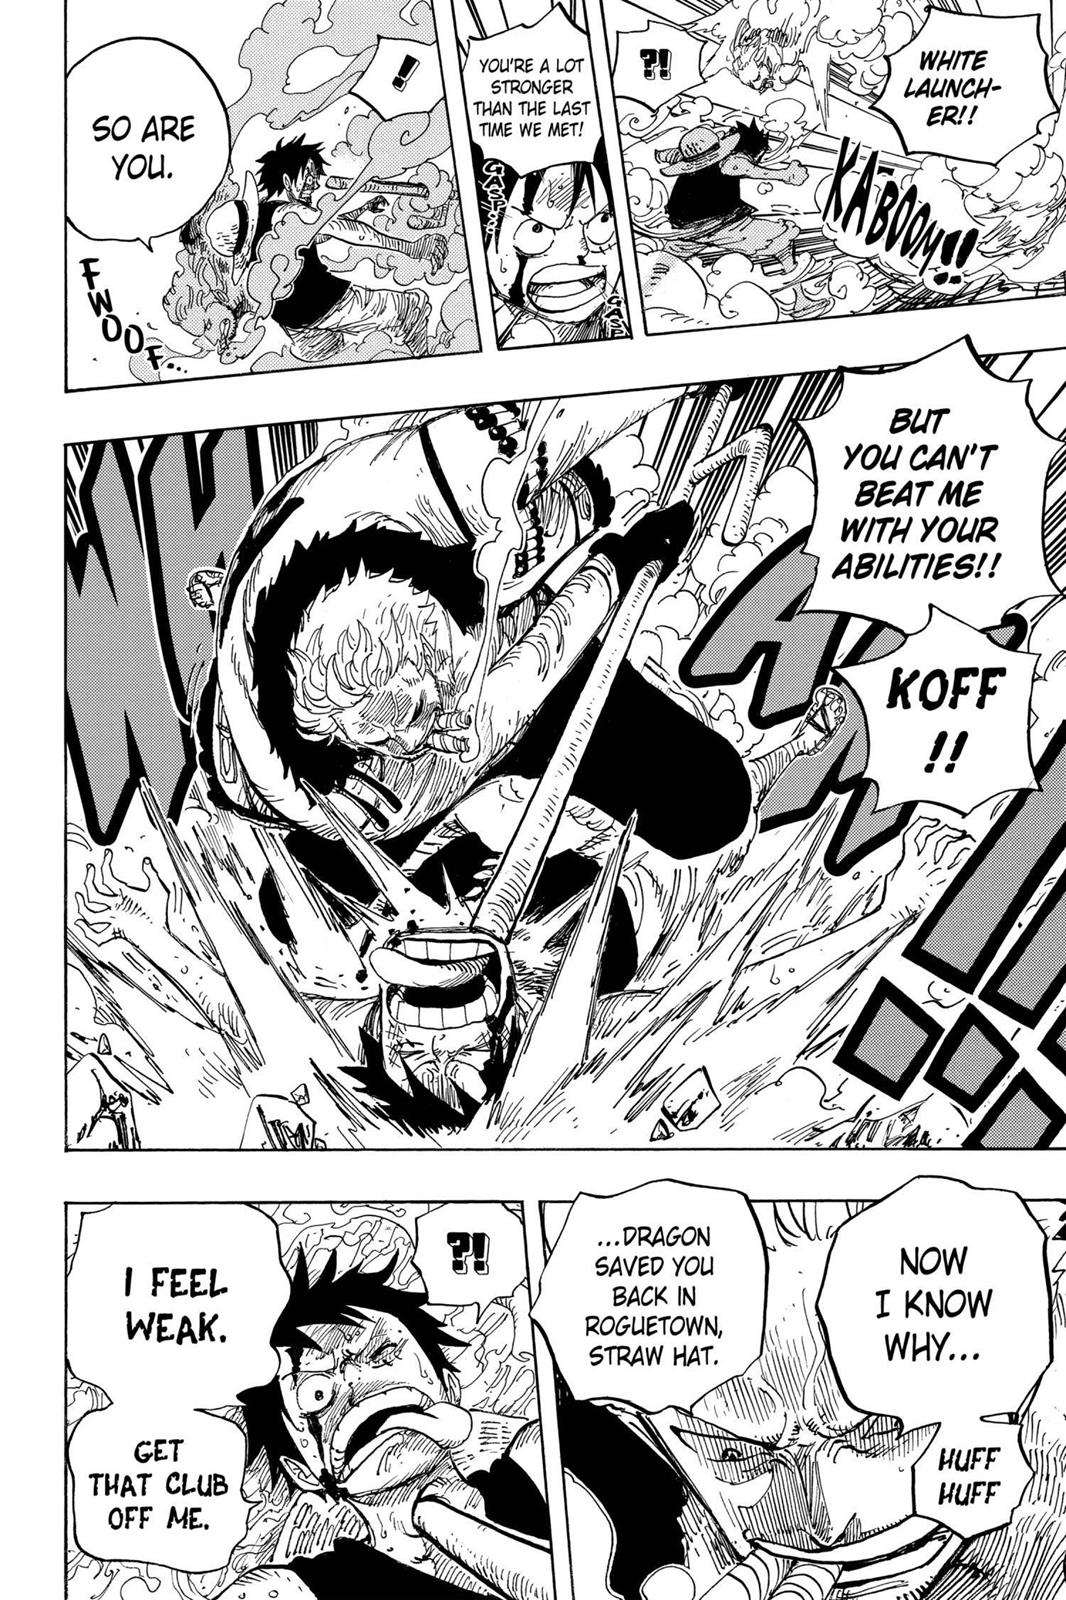 WHITE
LAUNCH-
ER!!
?!
KA-BOOM!!
YOU'RE A LOT
STRONGER
THAN THE LAST
TIME WE MET!
GASP
GASP
!
SO ARE
YOU.
FWOOF...
BUT
YOU CAN'T
BEAT ME
WITH YOUR
ABILITIES!!
KOFF
!!
NOW
I KNOW
WHY...
HUFF
HUFF
...DRAGON
SAVED YOU
BACK IN
ROGUETOWN,
STRAW HAT.
?!
I FEEL
WEAK.
GET
THAT CLUB
OFF ME.